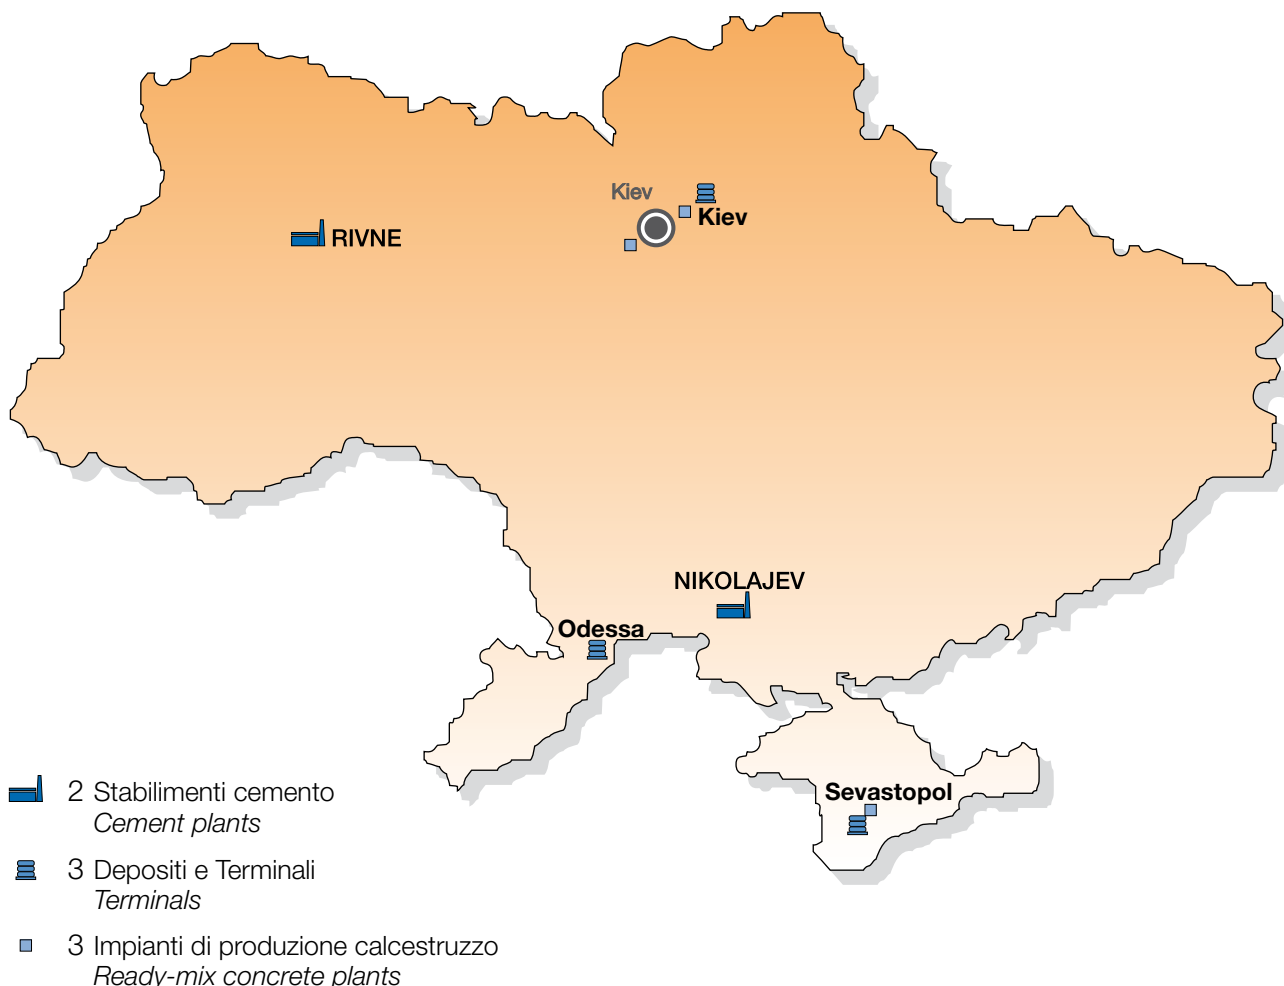 Kiev
Kiev
RIVNE
NIKOLAJEV
Odessa
Sevastopol
2 Stabilimenti cemento
Cement plants
3 Depositi e Terminali
Terminals
3 Impianti di produzione calcestruzzo
Ready-mix concrete plants